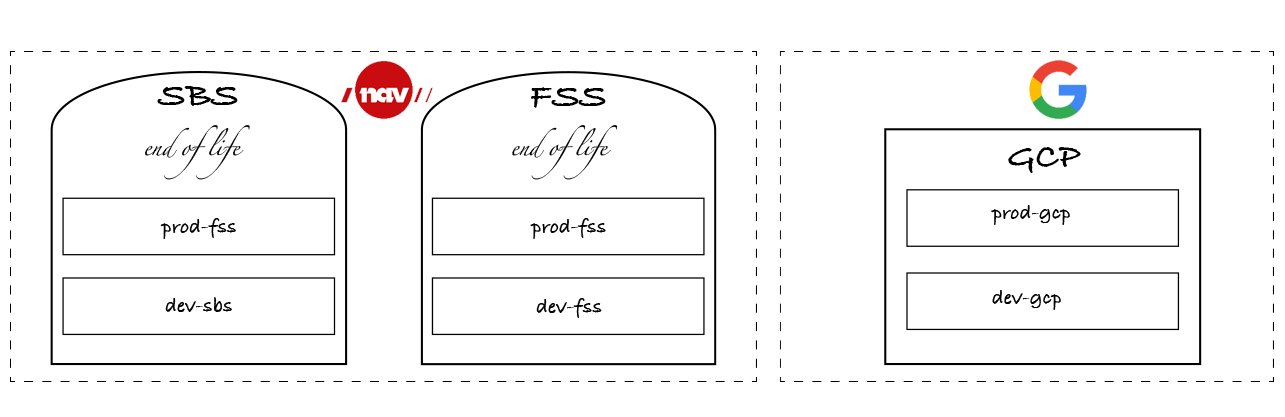 SBS
end of life
prod-fss
dev-sbs
nav
FSS
end of life
prod-fss
dev-fss
G
GCP
prod-gcp
dev-gcp